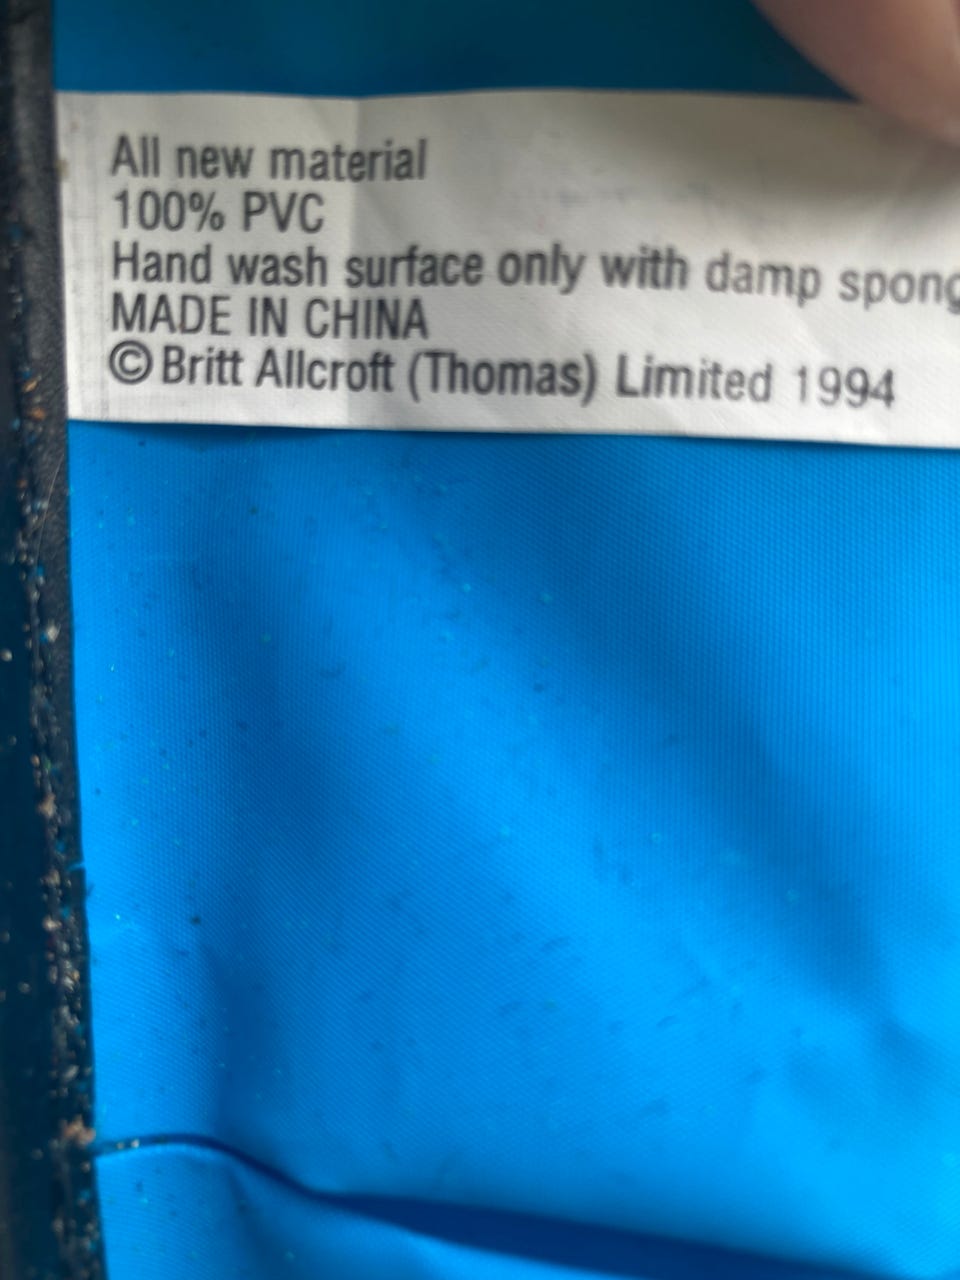 All new material
100% PVC
Hand wash surface only with damp spong
MADE IN CHINA
© Britt Allcroft (Thomas) Limited 1994